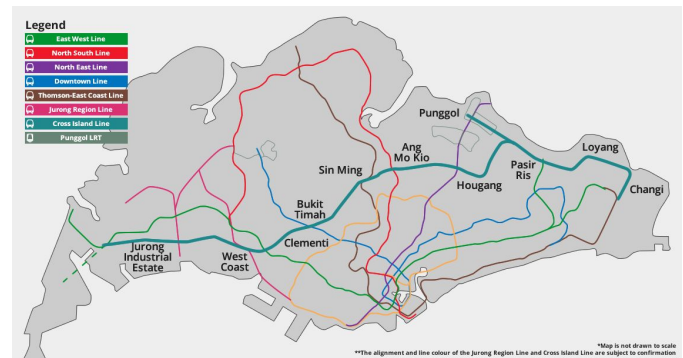 Legend
East West Line
North South Line
North East Line
Downtown Line
Thomson-East Coast Line
Jurong Region Line
Cross Island Line
Punggol LRT
Punggol
Ang
Mo Kio
Sin Ming
Loyang
Pasir
Ris
Hougang
Changi
Bukit
Timah
Clementi
West
Coast
Jurong
Industrial
Estate
*Map is not drawn to scale
**The alignment and line colour of the Jurong Region Line and Cross Island Line are subject to confirmation